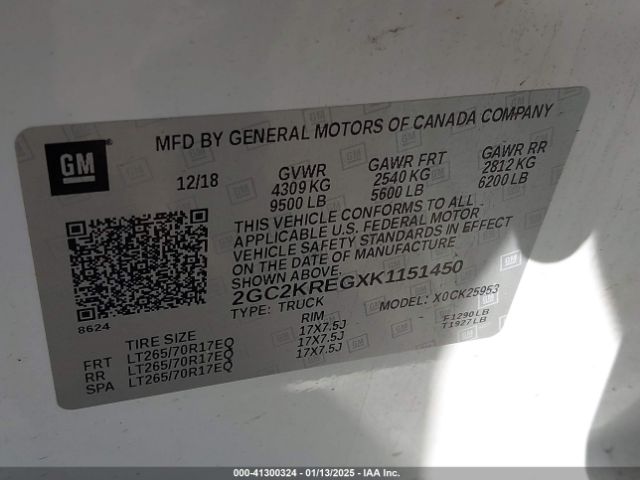 MFD BY GENERAL MOTORS OF CANADA COMPANY
GM
12/18
GVWR
4309 KG
9500 LB
GAWR FRT
2540 KG
5600 LB
GAWR RR
2812 KG
6200 LB
THIS VEHICLE CONFORMS TO ALL
APPLICABLE U.S. FEDERAL MOTOR
VEHICLE SAFETY STANDARDS IN EFFECT
ON THE DATE OF MANUFACTURE
SHOWN ABOVE.
2GC2KREGXK1151450
TYPE: TRUCK
MODEL: X0CK25953
8624
TIRE SIZE
RIM
FRT LT265/70R17EQ 17X7.5J
RR LT265/70R17EQ 17X7.5J
SPA LT265/70R17EQ 17X7.5J
F1290LB
T1927LB
000-41300324 - 01/13/2025 - IAA Inc.